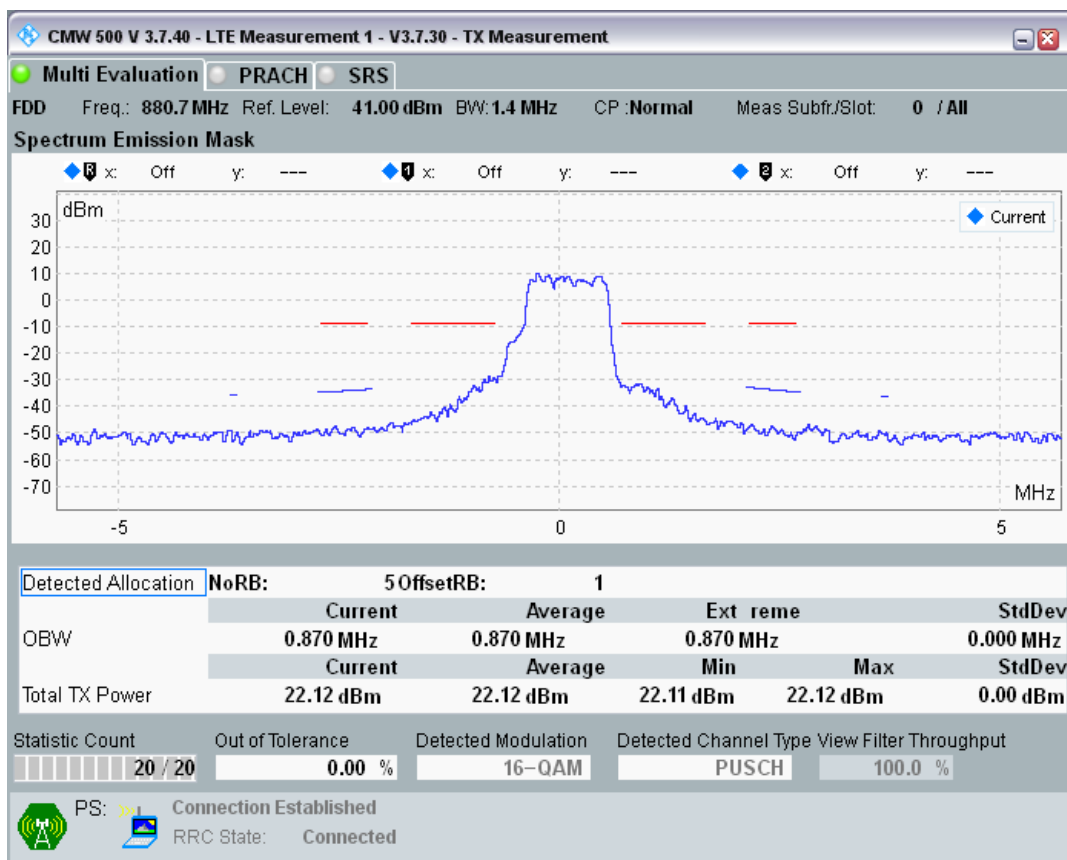 CMW 500 V 3.7.40 - LTE Measurement 1 - V3.7.30 - TX Measurement
Multi Evaluation PRACH SRS
FDD Freq.: 880.7 MHz Ref. Level: 41.00 dBm BW: 1.4 MHz CP :Normal Meas Subfr./Slot: 0 / All
Spectrum Emission Mask
R x: Off y: --- 1 x: Off y: --- 2 x: Off y: ---
dBm
Current
30
20
10
0
-10
-20
-30
-40
-50
-60
-70
MHz
-5 0 5
Detected Allocation NoRB: 5 OffsetRB: 1
Current Average Ext reme StdDev
OBW 0.870 MHz 0.870 MHz 0.870 MHz 0.000 MHz
Current Average Min Max StdDev
Total TX Power 22.12 dBm 22.12 dBm 22.11 dBm 22.12 dBm 0.00 dBm
Statistic Count Out of Tolerance Detected Modulation Detected Channel Type View Filter Throughput
20 / 20 0.00 % 16-QAM PUSCH 100.0 %
PS: Connection Established
RRC State: Connected